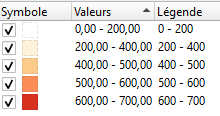 Symbole Valeurs Légende
0,00 - 200,00 0 - 200
200,00 - 400,00 200 - 400
400,00 - 500,00 400 - 500
500,00 - 600,00 500 - 600
600,00 - 700,00 600 - 700